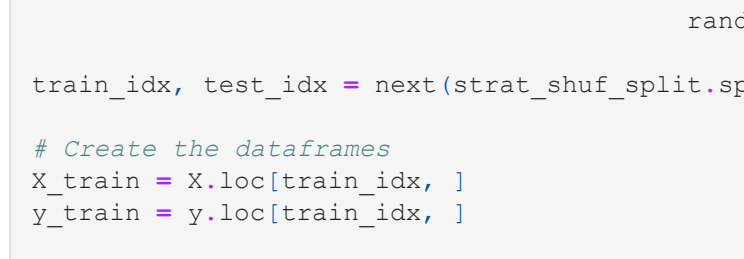 rand
train_idx, test_idx = next(strat_shuf_split.sp
# Create the dataframes
X_train = X.loc[train_idx, ]
y_train = y.loc[train_idx, ]